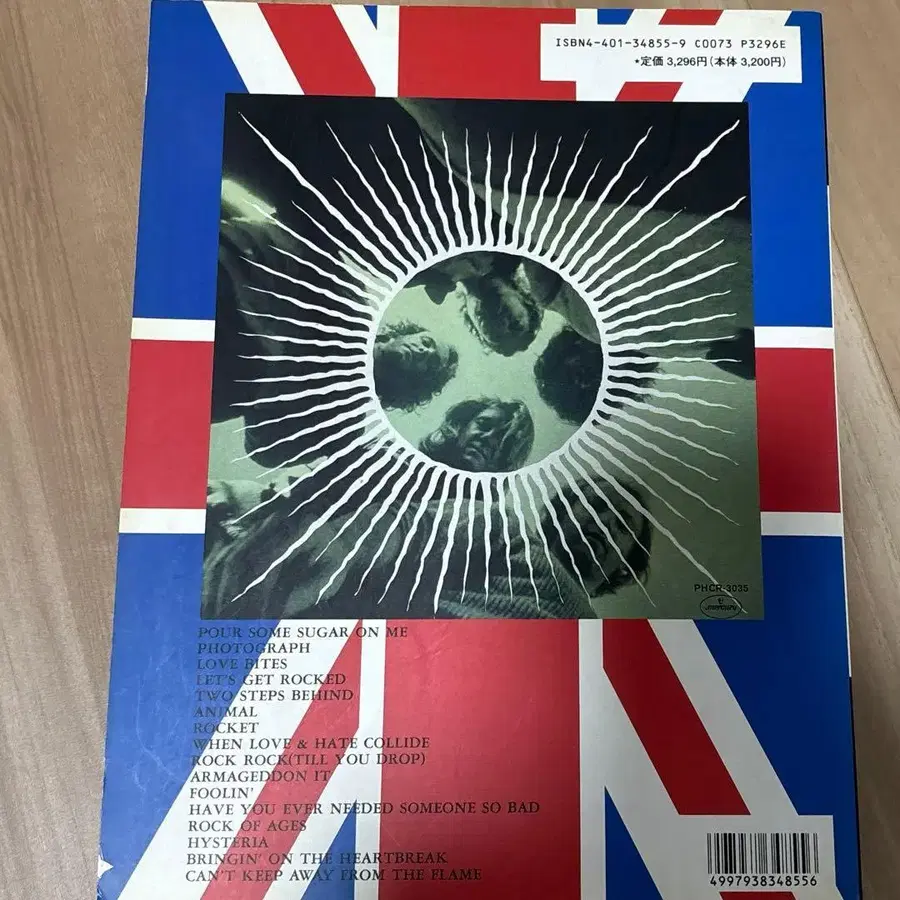 ISBN4-401-34855-9 C0073 P3296E
★定価 3,296円(本体 3,200円)
PHCR-3035
mercury
POUR SOME SUGAR ON ME
PHOTOGRAPH
LOVE BITES
LET'S GET ROCKED
TWO STEPS BEHIND
ANIMAL
ROCKET
WHEN LOVE & HATE COLLIDE
ROCK ROCK(TILL YOU DROP)
ARMAGEDDON IT
FOOLIN'
HAVE YOU EVER NEEDED SOMEONE SO BAD
ROCK OF AGES
HYSTERIA
BRINGIN' ON THE HEARTBREAK
CAN'T KEEP AWAY FROM THE FLAME
4997938348556